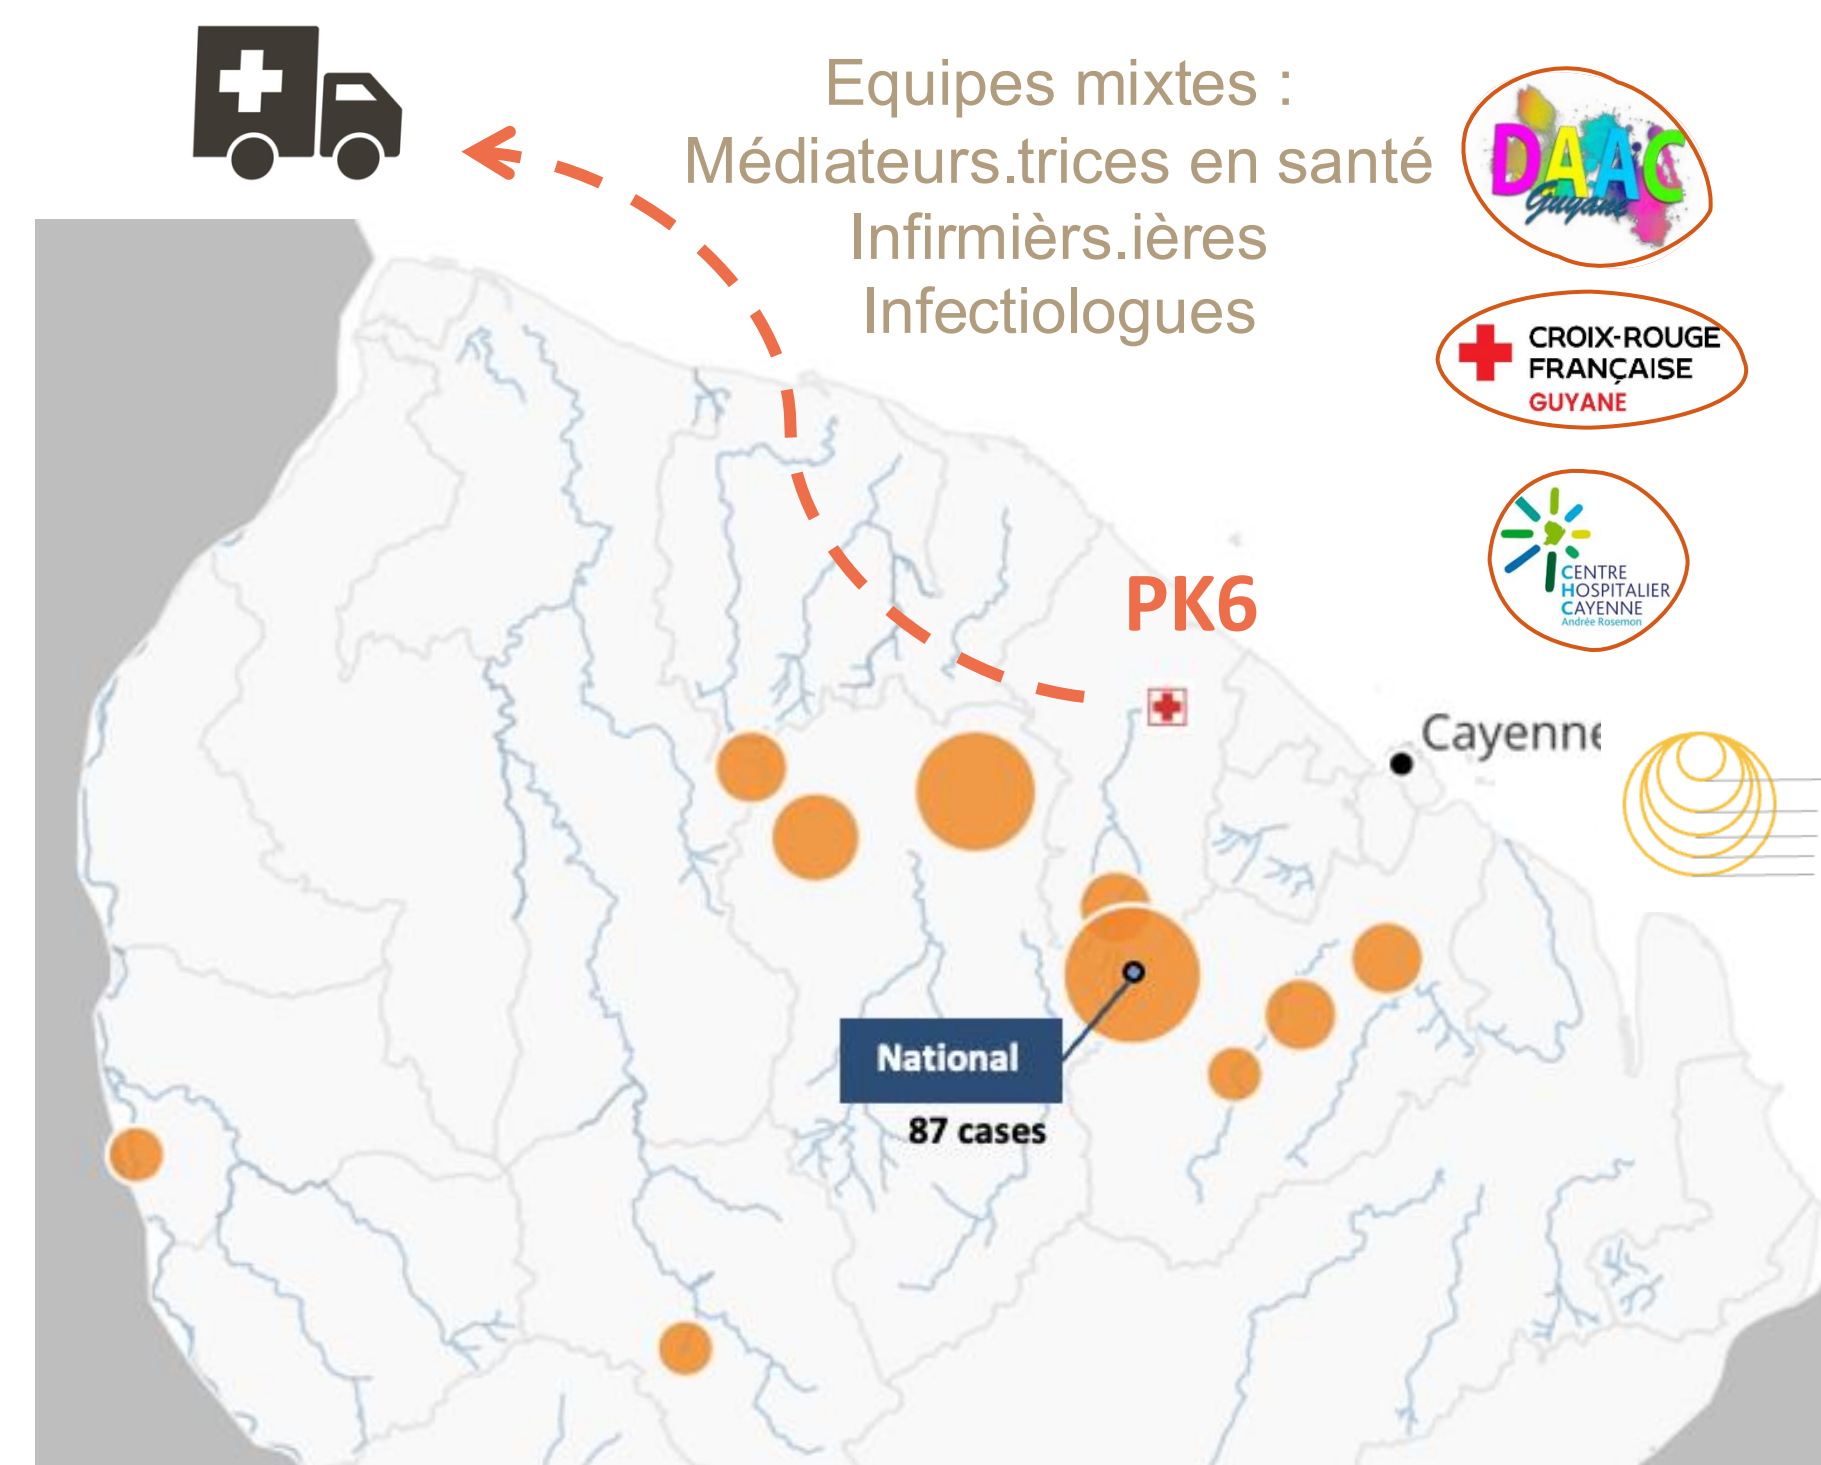 Equipes mixtes :
Médiateurs.trices en santé
Infirmièrs.ières
Infectiologues
DAAC
Guyane
CROIX-ROUGE
FRANÇAISE
GUYANE
CENTRE
HOSPITALIER
CAYENNE
Andrée Rosemon
PK6
Cayenne
National
87 cases